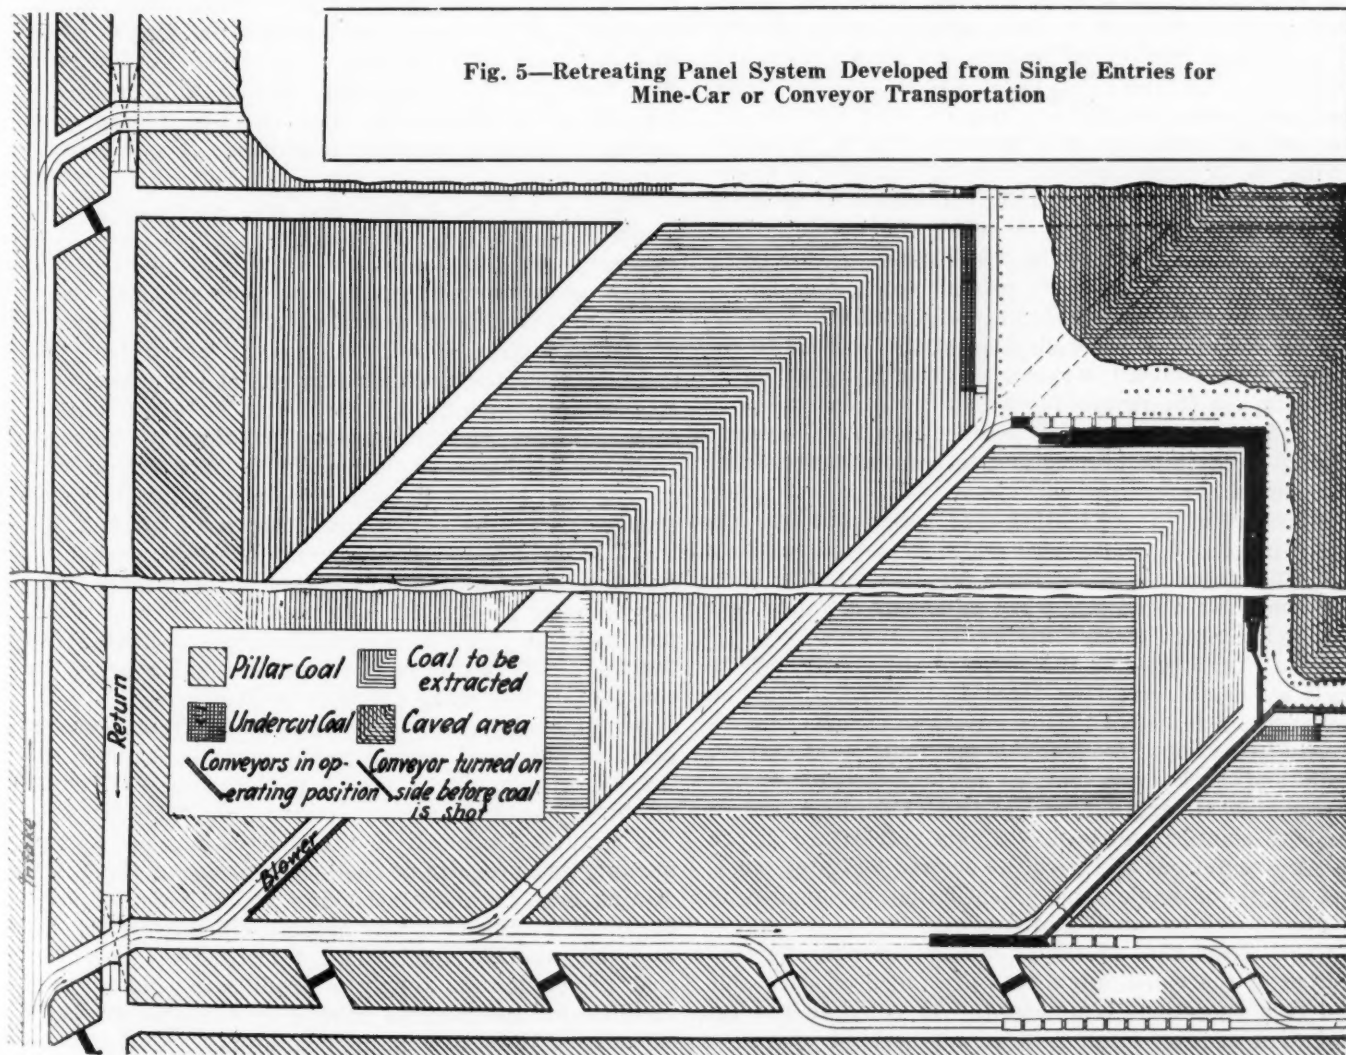 Fig. 5—Retreating Panel System Developed from Single Entries for
Mine-Car or Conveyor Transportation
Pillar Coal
Coal to be
extracted
Undercut Coal
Caved area
Conveyors in op-
erating position
Conveyor turned on
side before coal
is shot
Return
Intake
Blower